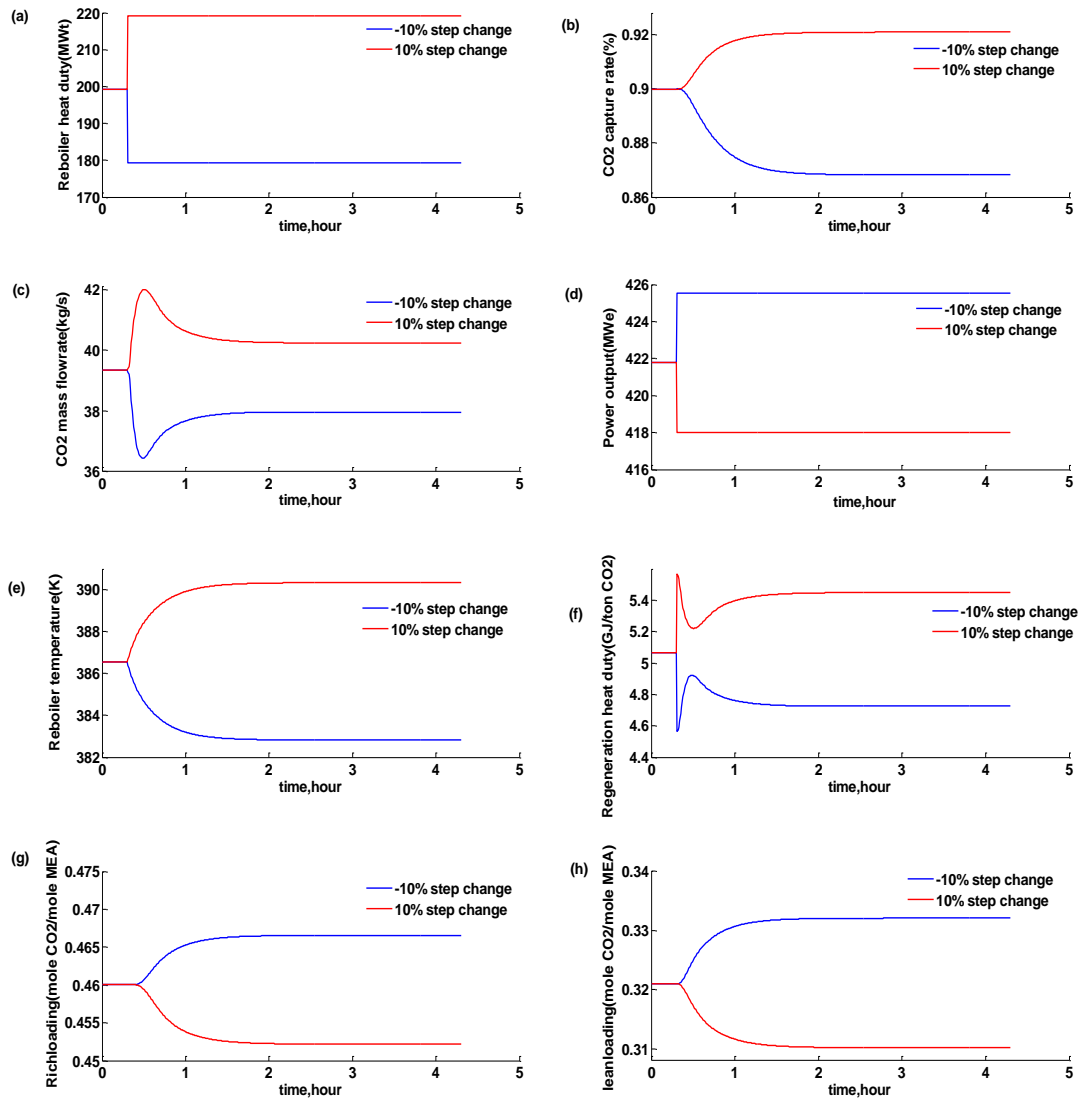 (a)
Reboiler heat duty(MWt)
220
210
200
190
180
170
0 1 2 3 4 5
time,hour
-10% step change
10% step change
(b)
CO2 capture rate(%)
0.92
0.9
0.88
0.86
0 1 2 3 4 5
time,hour
-10% step change
10% step change
(c)
CO2 mass flowrate(kg/s)
42
40
38
36
0 1 2 3 4 5
time,hour
-10% step change
10% step change
(d)
Power output(MWe)
426
424
422
420
418
416
0 1 2 3 4 5
time,hour
-10% step change
10% step change
(e)
Reboiler temperature(K)
390
388
386
384
382
0 1 2 3 4 5
time,hour
-10% step change
10% step change
(f)
Regeneration heat duty(GJ/ton CO2)
5.4
5.2
5
4.8
4.6
4.4
0 1 2 3 4 5
time,hour
-10% step change
10% step change
(g)
Richloading(mole CO2/mole MEA)
0.475
0.47
0.465
0.46
0.455
0.45
0 1 2 3 4 5
time,hour
-10% step change
10% step change
(h)
leanloading(mole CO2/mole MEA)
0.34
0.33
0.32
0.31
0 1 2 3 4 5
time,hour
-10% step change
10% step change